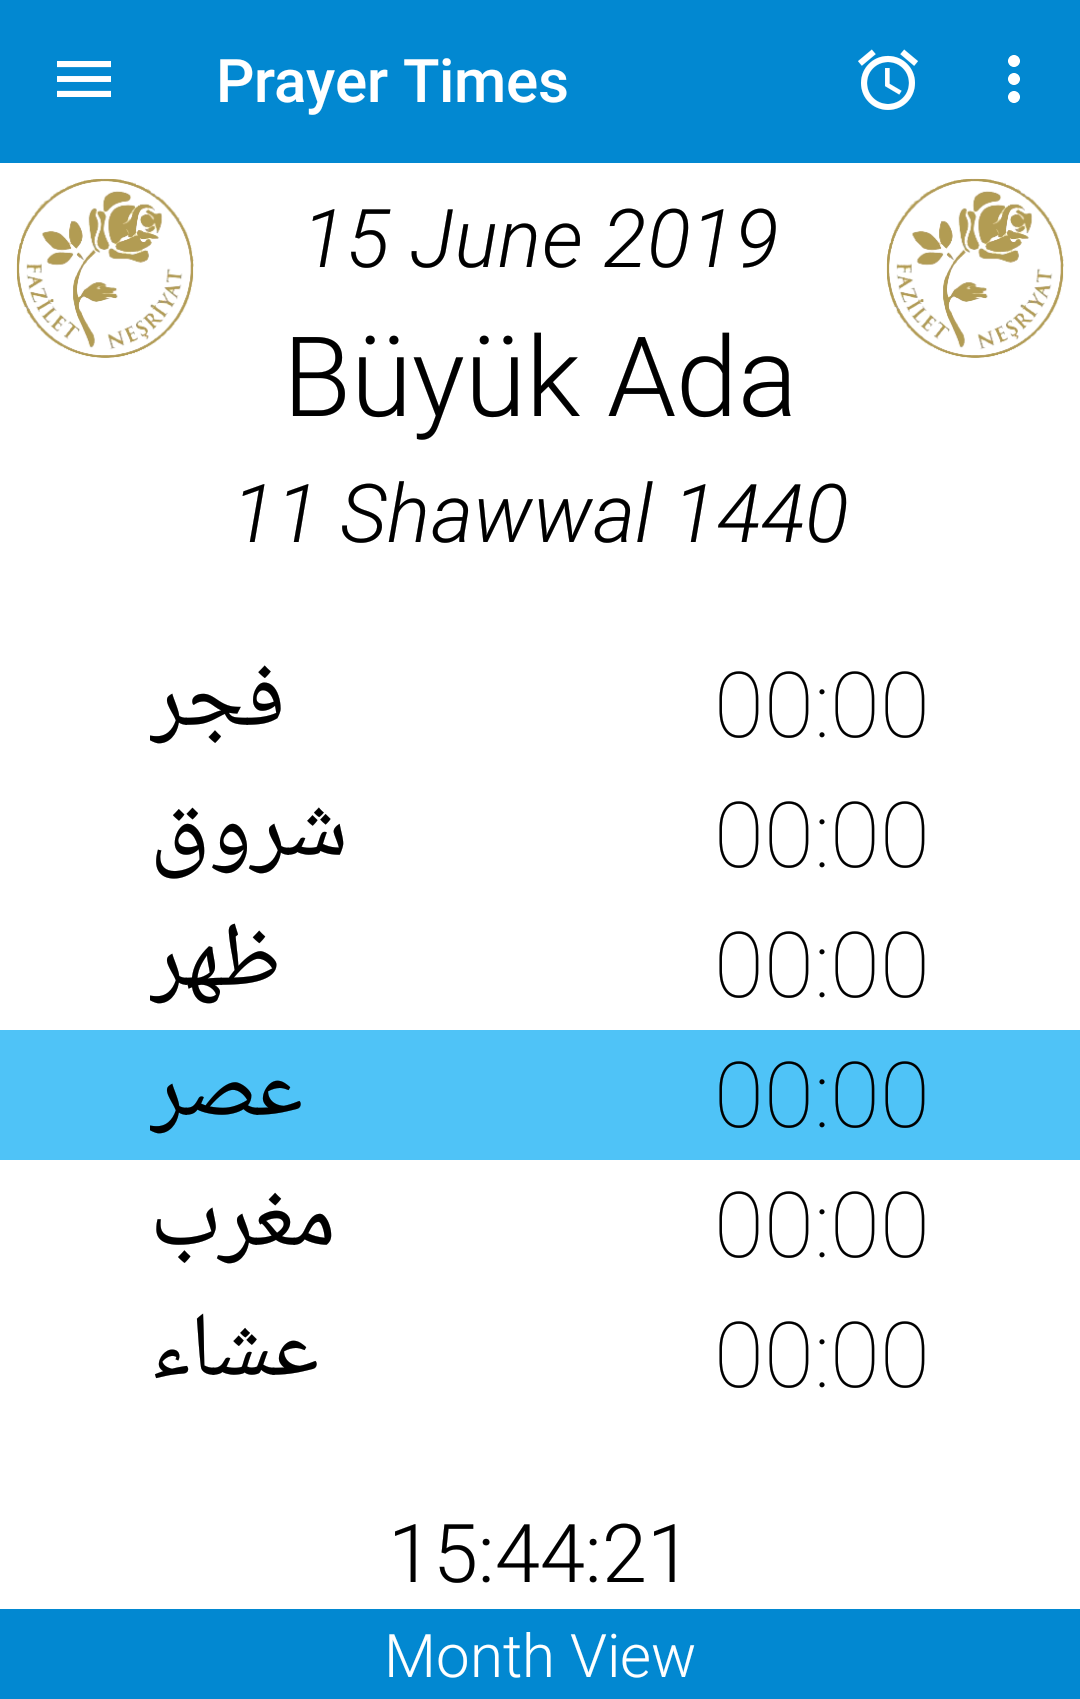 Prayer Times
FAZİLET NEŞRİYAT
15 June 2019
FAZİLET NEŞRİYAT
Büyük Ada
11 Shawwal 1440
فجر 00:00
شروق 00:00
ظهر 00:00
عصر 00:00
مغرب 00:00
عشاء 00:00
15:44:21
Month View